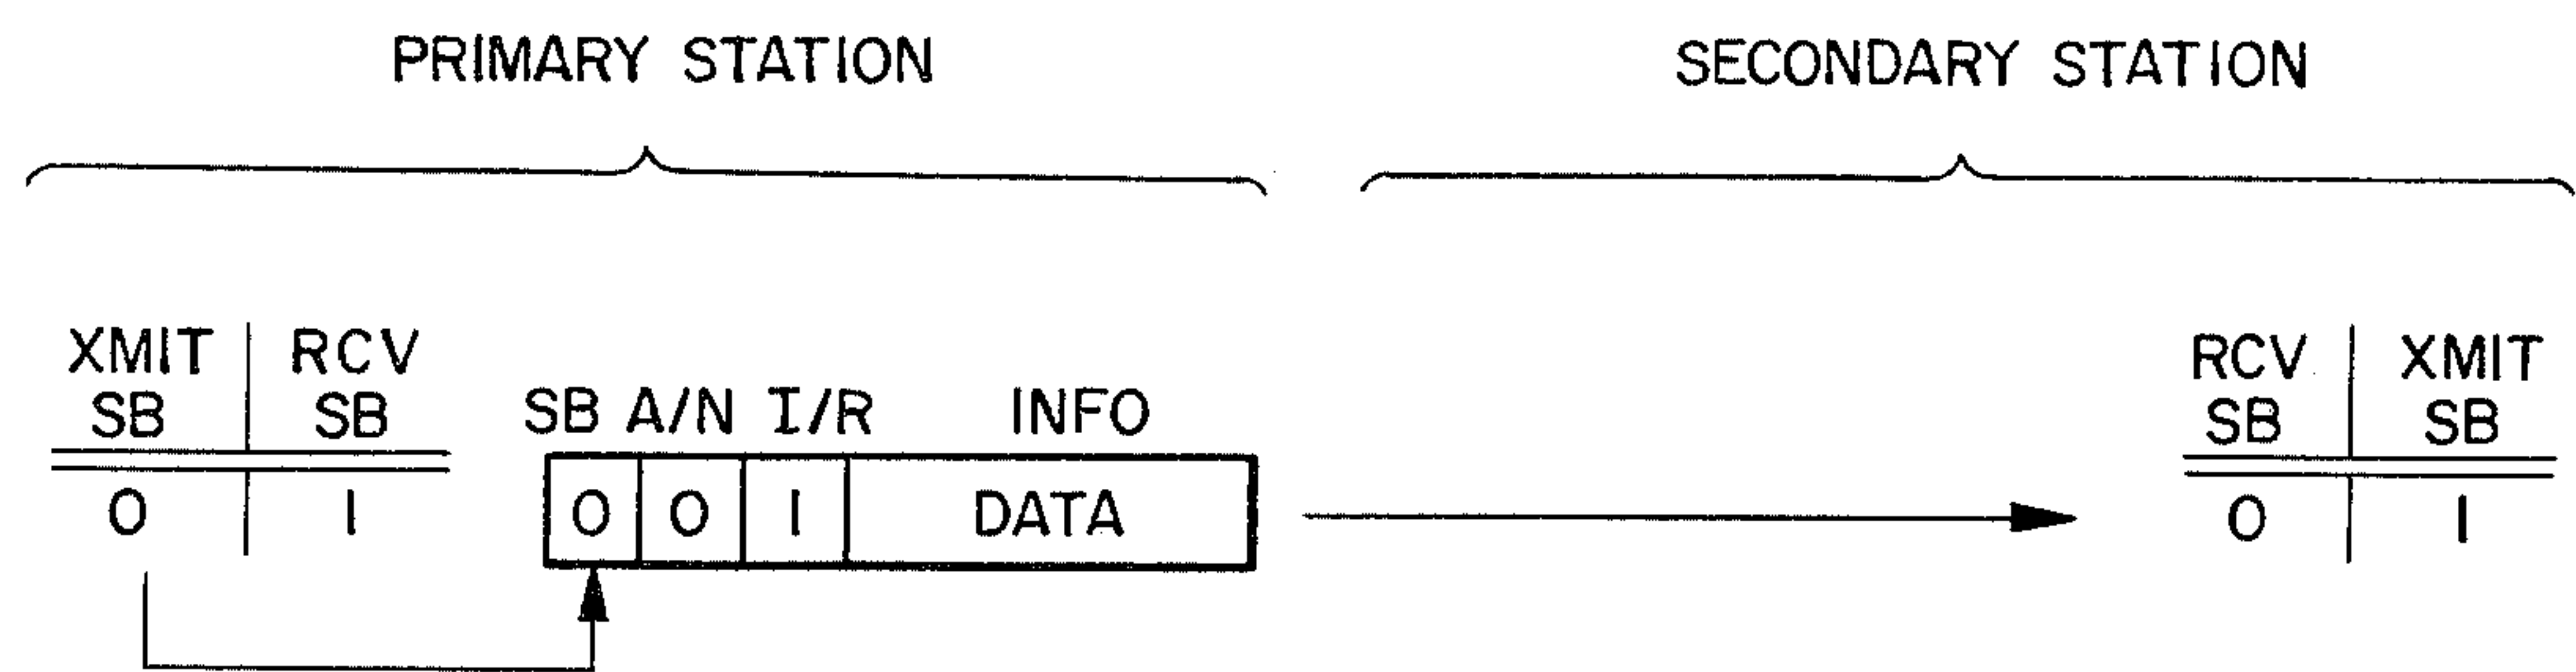 PRIMARY STATION
SECONDARY STATION
XMIT SB
RCV SB
SB A/N I/R INFO
RCV SB
XMIT SB
0 1
0 0 1 DATA
0 1